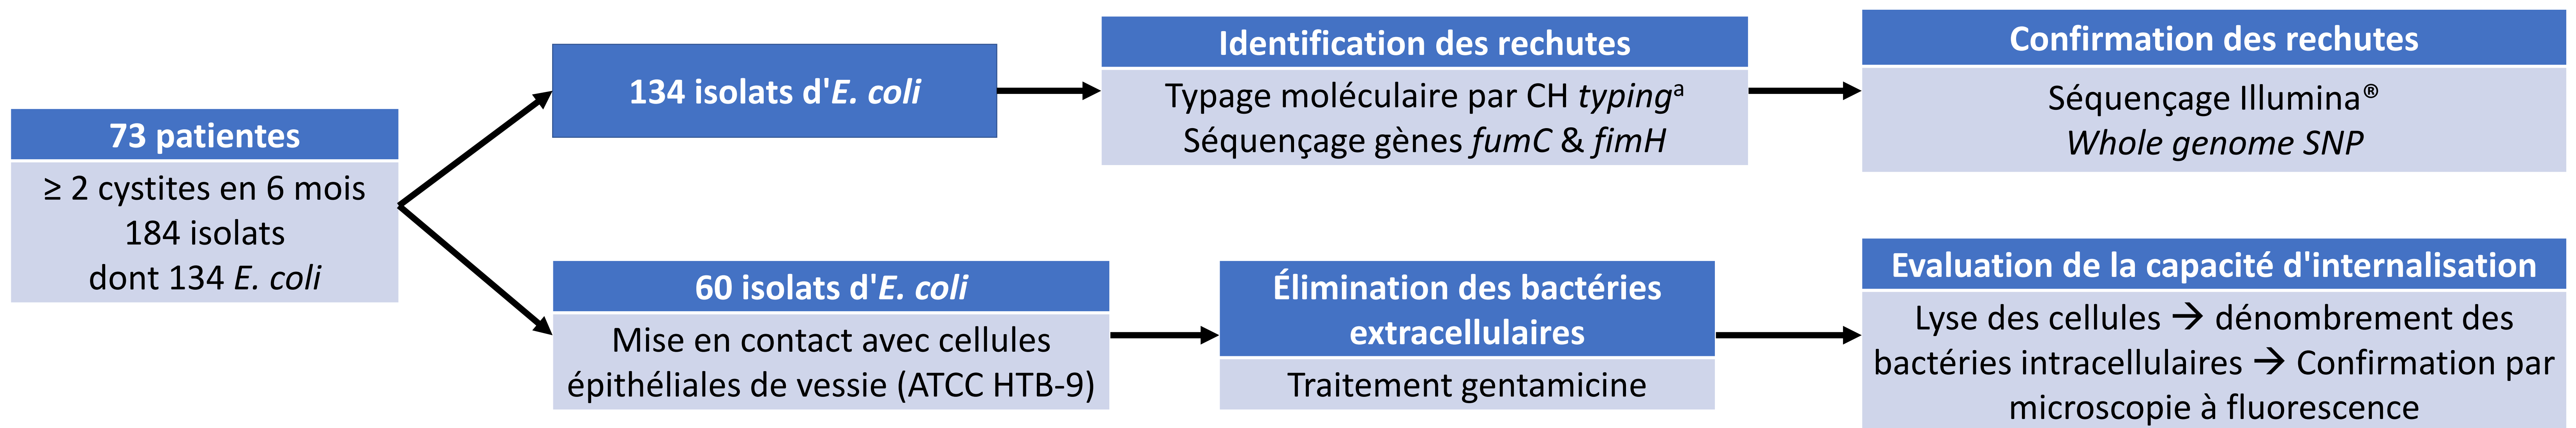 73 patientes
≥ 2 cystites en 6 mois
184 isolats
dont 134 E. coli
134 isolats d'E. coli
Identification des rechutes
Typage moléculaire par CH typingᵃ
Séquençage gènes fumC & fimH
Confirmation des rechutes
Séquençage Illumina®
Whole genome SNP
60 isolats d'E. coli
Mise en contact avec cellules
épithéliales de vessie (ATCC HTB-9)
Élimination des bactéries
extracellulaires
Traitement gentamicine
Evaluation de la capacité d'internalisation
Lyse des cellules → dénombrement des
bactéries intracellulaires → Confirmation par
microscopie à fluorescence